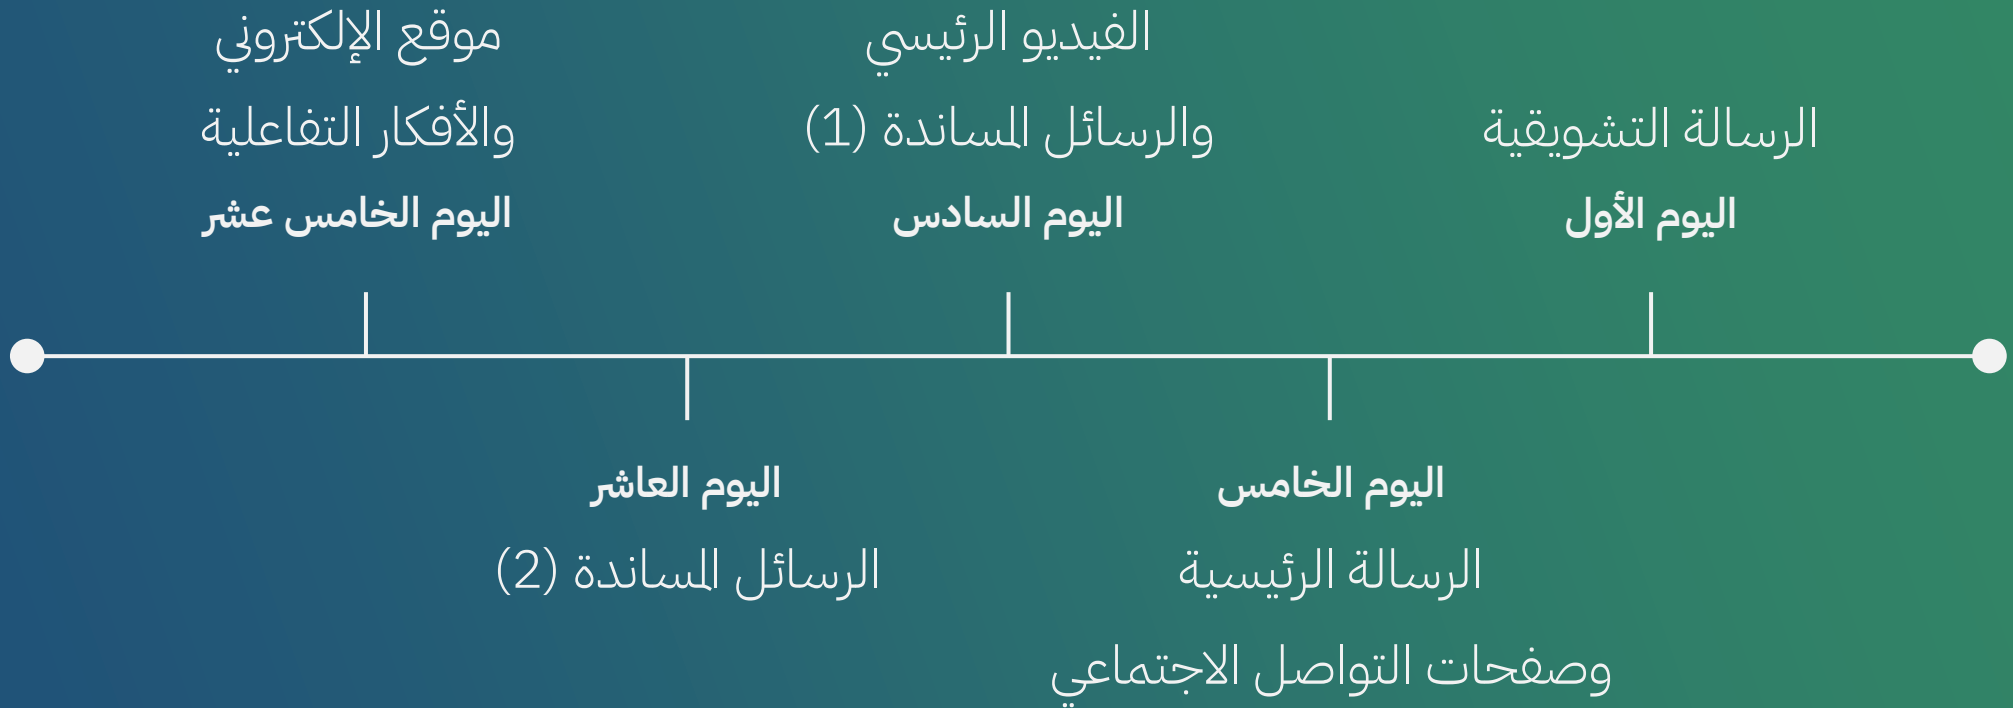 الرسالة التشويقية
اليوم الأول
اليوم الخامس
الرسالة الرئيسية
وصفحات التواصل الاجتماعي
الفيديو الرئيسي
والرسائل المساندة (1)
اليوم السادس
اليوم العاشر
الرسائل المساندة (2)
موقع الإلكتروني
والأفكار التفاعلية
اليوم الخامس عشر